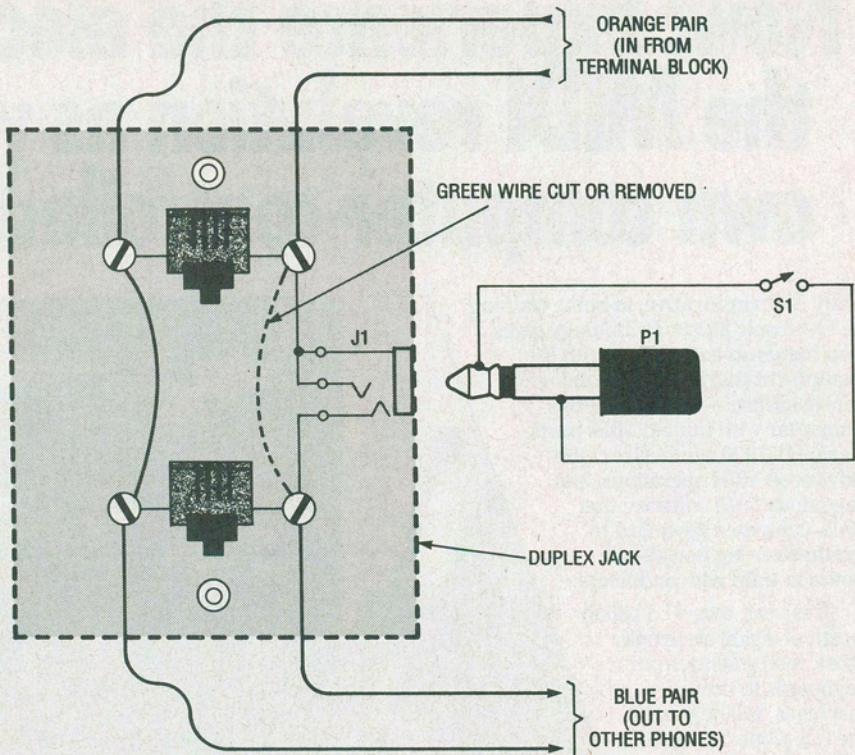 ORANGE PAIR
(IN FROM
TERMINAL BLOCK)
GREEN WIRE CUT OR REMOVED
S1
J1
P1
DUPLEX JACK
BLUE PAIR
(OUT TO
OTHER PHONES)